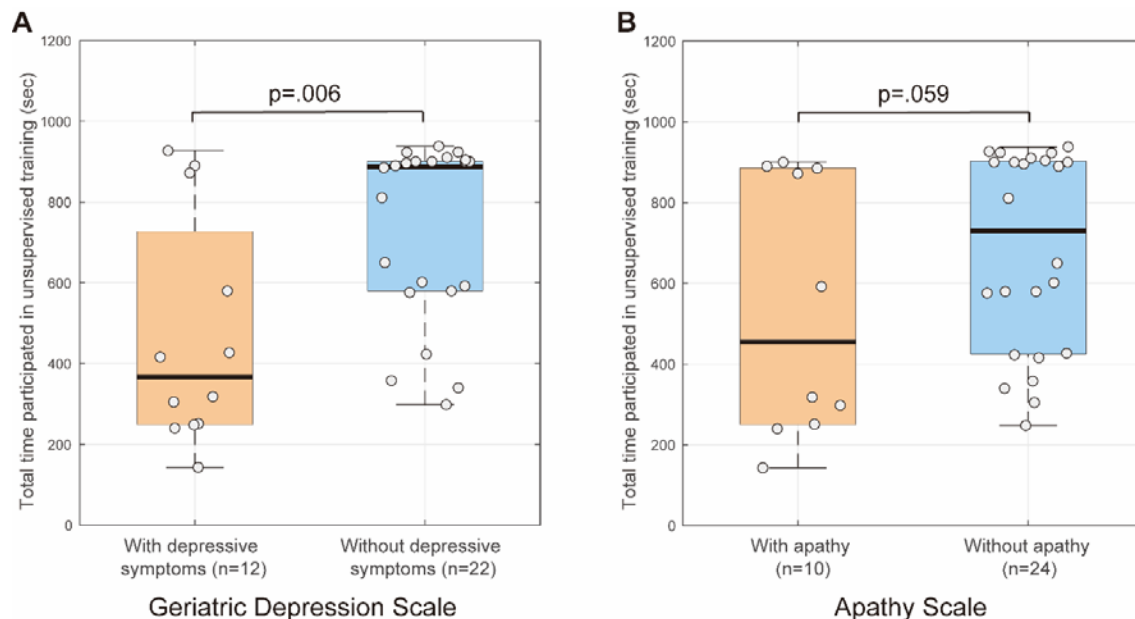 A
B
Total time participated in unsupervised training (sec)
1200
1000
800
600
400
200
0
p=.006
With depressive
symptoms (n=12)
Without depressive
symptoms (n=22)
Geriatric Depression Scale
Total time participated in unsupervised training (sec)
1200
1000
800
600
400
200
0
p=.059
With apathy
(n=10)
Without apathy
(n=24)
Apathy Scale